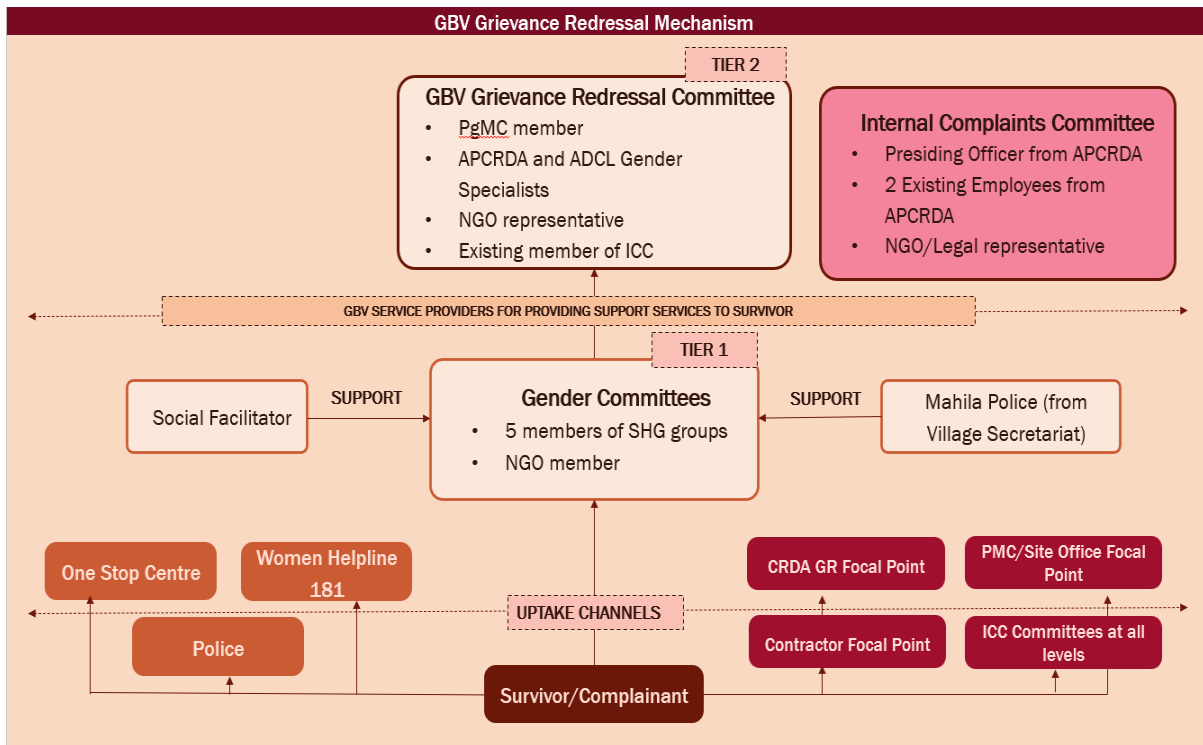 GBV Grievance Redressal Mechanism
TIER 2
GBV Grievance Redressal Committee
• PgMC member
• APCRDA and ADCL Gender
Specialists
• NGO representative
• Existing member of ICC
Internal Complaints Committee
• Presiding Officer from APCRDA
• 2 Existing Employees from
APCRDA
• NGO/Legal representative
GBV SERVICE PROVIDERS FOR PROVIDING SUPPORT SERVICES TO SURVIVOR
TIER 1
Social Facilitator
SUPPORT
Gender Committees
• 5 members of SHG groups
• NGO member
SUPPORT
Mahila Police (from
Village Secretariat)
One Stop Centre
Women Helpline
181
CRDA GR Focal Point
PMC/Site Office Focal
Point
UPTAKE CHANNELS
Police
Contractor Focal Point
ICC Committees at all
levels
Survivor/Complainant